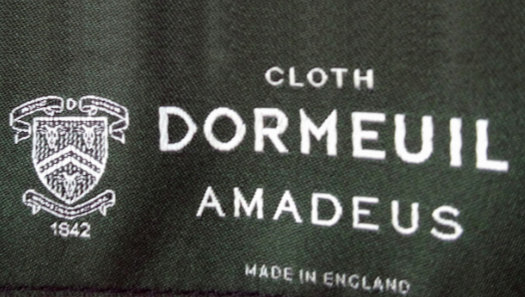 D
1842
CLOTH
DORMEUIL
AMADEUS
MADE IN ENGLAND